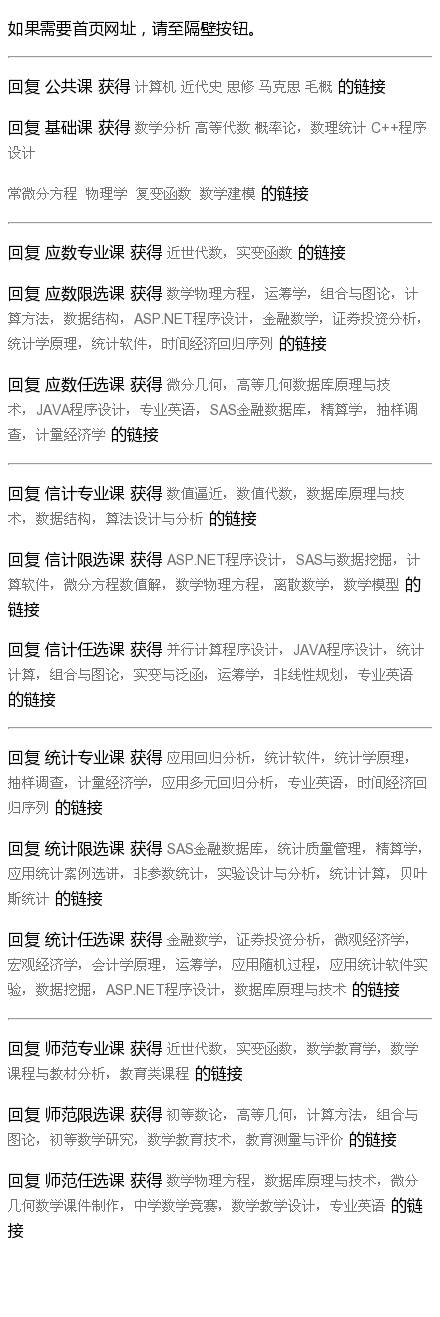 如果需要首页网址，请至隔壁按钮。
回复 公共课 获得 计算机 近代史 思修 马克思 毛概 的链接
回复 基础课 获得 数学分析 高等代数 概率论，数理统计 C++程序
设计
常微分方程 物理学 复变函数 数学建模 的链接
回复 应数专业课 获得 近世代数，实变函数 的链接
回复 应数限选课 获得 数学物理方程，运筹学，组合与图论，计
算方法，数据结构，ASP.NET程序设计，金融数学，证券投资分析，
统计学原理，统计软件，时间经济回归序列 的链接
回复 应数任选课 获得 微分几何，高等几何数据库原理与技
术，JAVA程序设计，专业英语，SAS金融数据库，精算学，抽样调
查，计量经济学 的链接
回复 信计专业课 获得 数值逼近，数值代数，数据库原理与技
术，数据结构，算法设计与分析 的链接
回复 信计限选课 获得 ASP.NET程序设计，SAS与数据挖掘，计
算软件，微分方程数值解，数学物理方程，离散数学，数学模型 的
链接
回复 信计任选课 获得 并行计算程序设计，JAVA程序设计，统计
计算，组合与图论，实变与泛函，运筹学，非线性规划，专业英语
的链接
回复 统计专业课 获得 应用回归分析，统计软件，统计学原理，
抽样调查，计量经济学，应用多元回归分析，专业英语，时间经济回
归序列 的链接
回复 统计限选课 获得 SAS金融数据库，统计质量管理，精算学，
应用统计案例选讲，非参数统计，实验设计与分析，统计计算，贝叶
斯统计 的链接
回复 统计任选课 获得 金融数学，证券投资分析，微观经济学，
宏观经济学，会计学原理，运筹学，应用随机过程，应用统计软件实
验，数据挖掘，ASP.NET程序设计，数据库原理与技术 的链接
回复 师范专业课 获得 近世代数，实变函数，数学教育学，数学
课程与教材分析，教育类课程 的链接
回复 师范限选课 获得 初等数论，高等几何，计算方法，组合与
图论，初等数学研究，数学教育技术，教育测量与评价 的链接
回复 师范任选课 获得 数学物理方程，数据库原理与技术，微分
几何数学课件制作，中学数学竞赛，数学教学设计，专业英语 的链
接